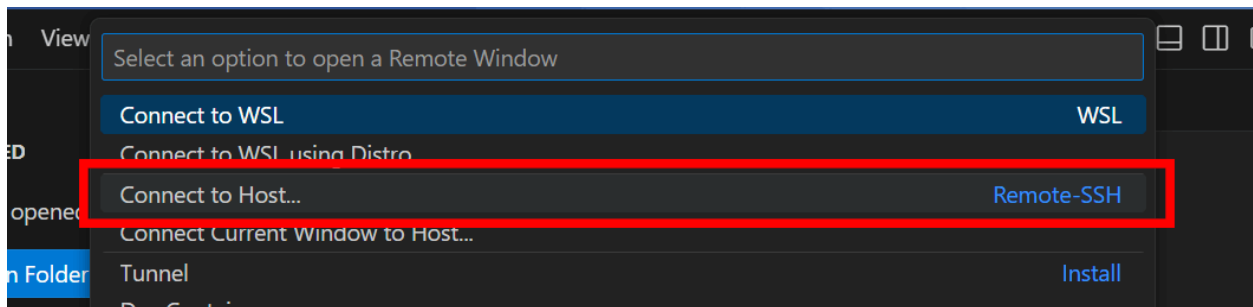 View
Select an option to open a Remote Window
Connect to WSL WSL
ED
Connect to WSL using Distro
Connect to Host... Remote-SSH
opened
Connect Current Window to Host...
n Folder
Tunnel Install